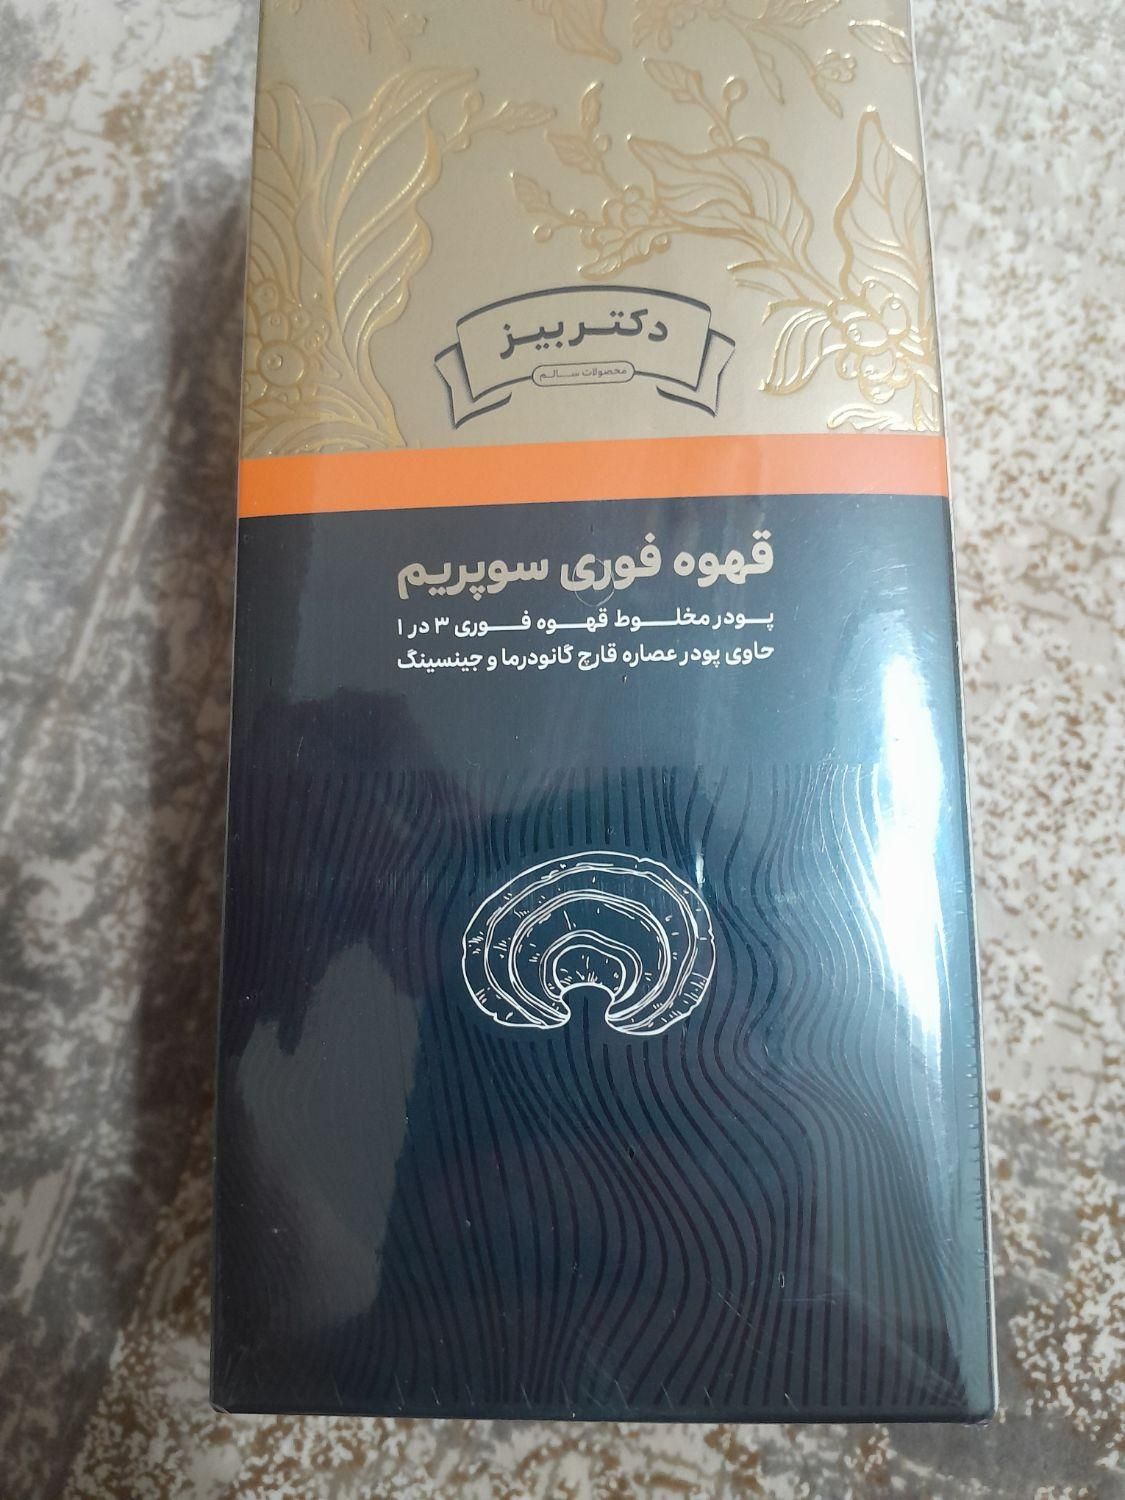 دکتر بیز
محصولات سالم
قهوه فوری سوپریم
پودر مخلوط قهوه فوری ۳ در ۱
حاوی پودر عصاره قارچ گانودرما و جینسینگ